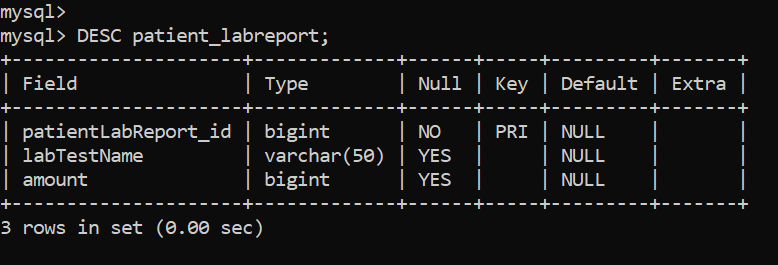 mysql>
mysql> DESC patient_labreport;
+---------------------+-------------+------+-----+---------+-------+
| Field               | Type        | Null | Key | Default | Extra |
+---------------------+-------------+------+-----+---------+-------+
| patientLabReport_id | bigint      | NO   | PRI | NULL    |       |
| labTestName         | varchar(50) | YES  |     | NULL    |       |
| amount              | bigint      | YES  |     | NULL    |       |
+---------------------+-------------+------+-----+---------+-------+
3 rows in set (0.00 sec)